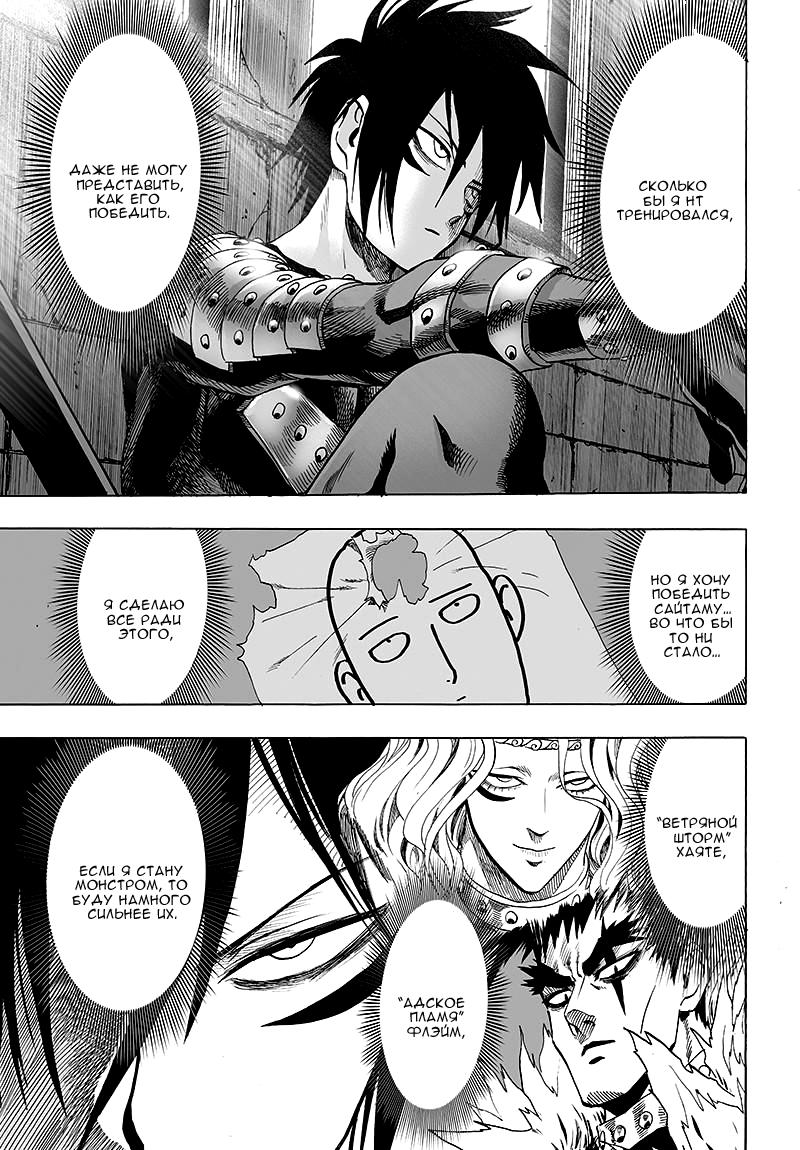 СКОЛЬКО
БЫ Я НТ
ТРЕНИРОВАЛСЯ,
ДАЖЕ НЕ МОГУ
ПРЕДСТАВИТЬ,
КАК ЕГО
ПОБЕДИТЬ.
НО Я ХОЧУ
ПОБЕДИТЬ
САЙТАМУ...
ВО ЧТО БЫ
ТО НИ
СТАЛО...
Я СДЕЛАЮ
ВСЕ РАДИ
ЭТОГО,
"ВЕТРЯНОЙ
ШТОРМ"
ХАЯТЕ,
"АДСКОЕ
ПЛАМЯ"
ФЛЭЙМ,
ЕСЛИ Я СТАНУ
МОНСТРОМ, ТО
БУДУ НАМНОГО
СИЛЬНЕЕ ИХ.